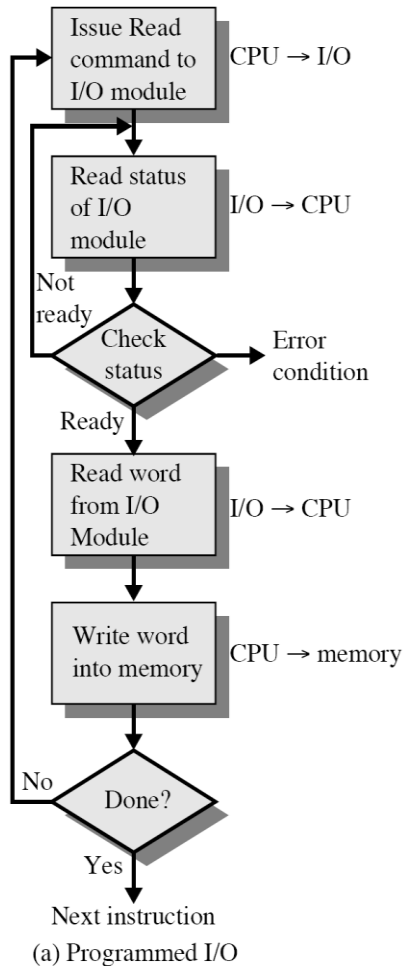 Issue Read
command to
I/O module
CPU → I/O
Read status
of I/O
module
I/O → CPU
Not
ready
Check
status
Error
condition
Ready
Read word
from I/O
Module
I/O → CPU
Write word
into memory
CPU → memory
No
Done?
Yes
Next instruction
(a) Programmed I/O